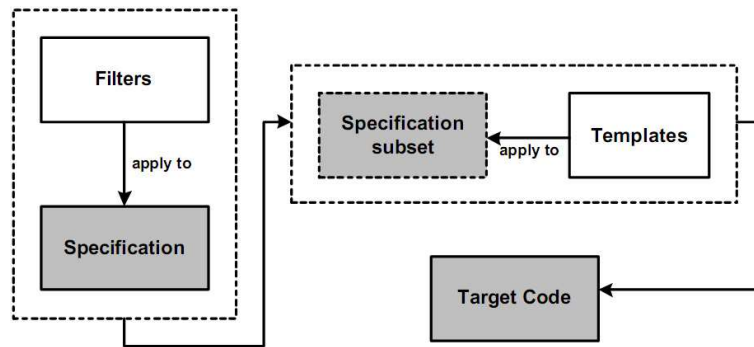 Filters
apply to
Specification
Specification
subset
apply to
Templates
Target Code